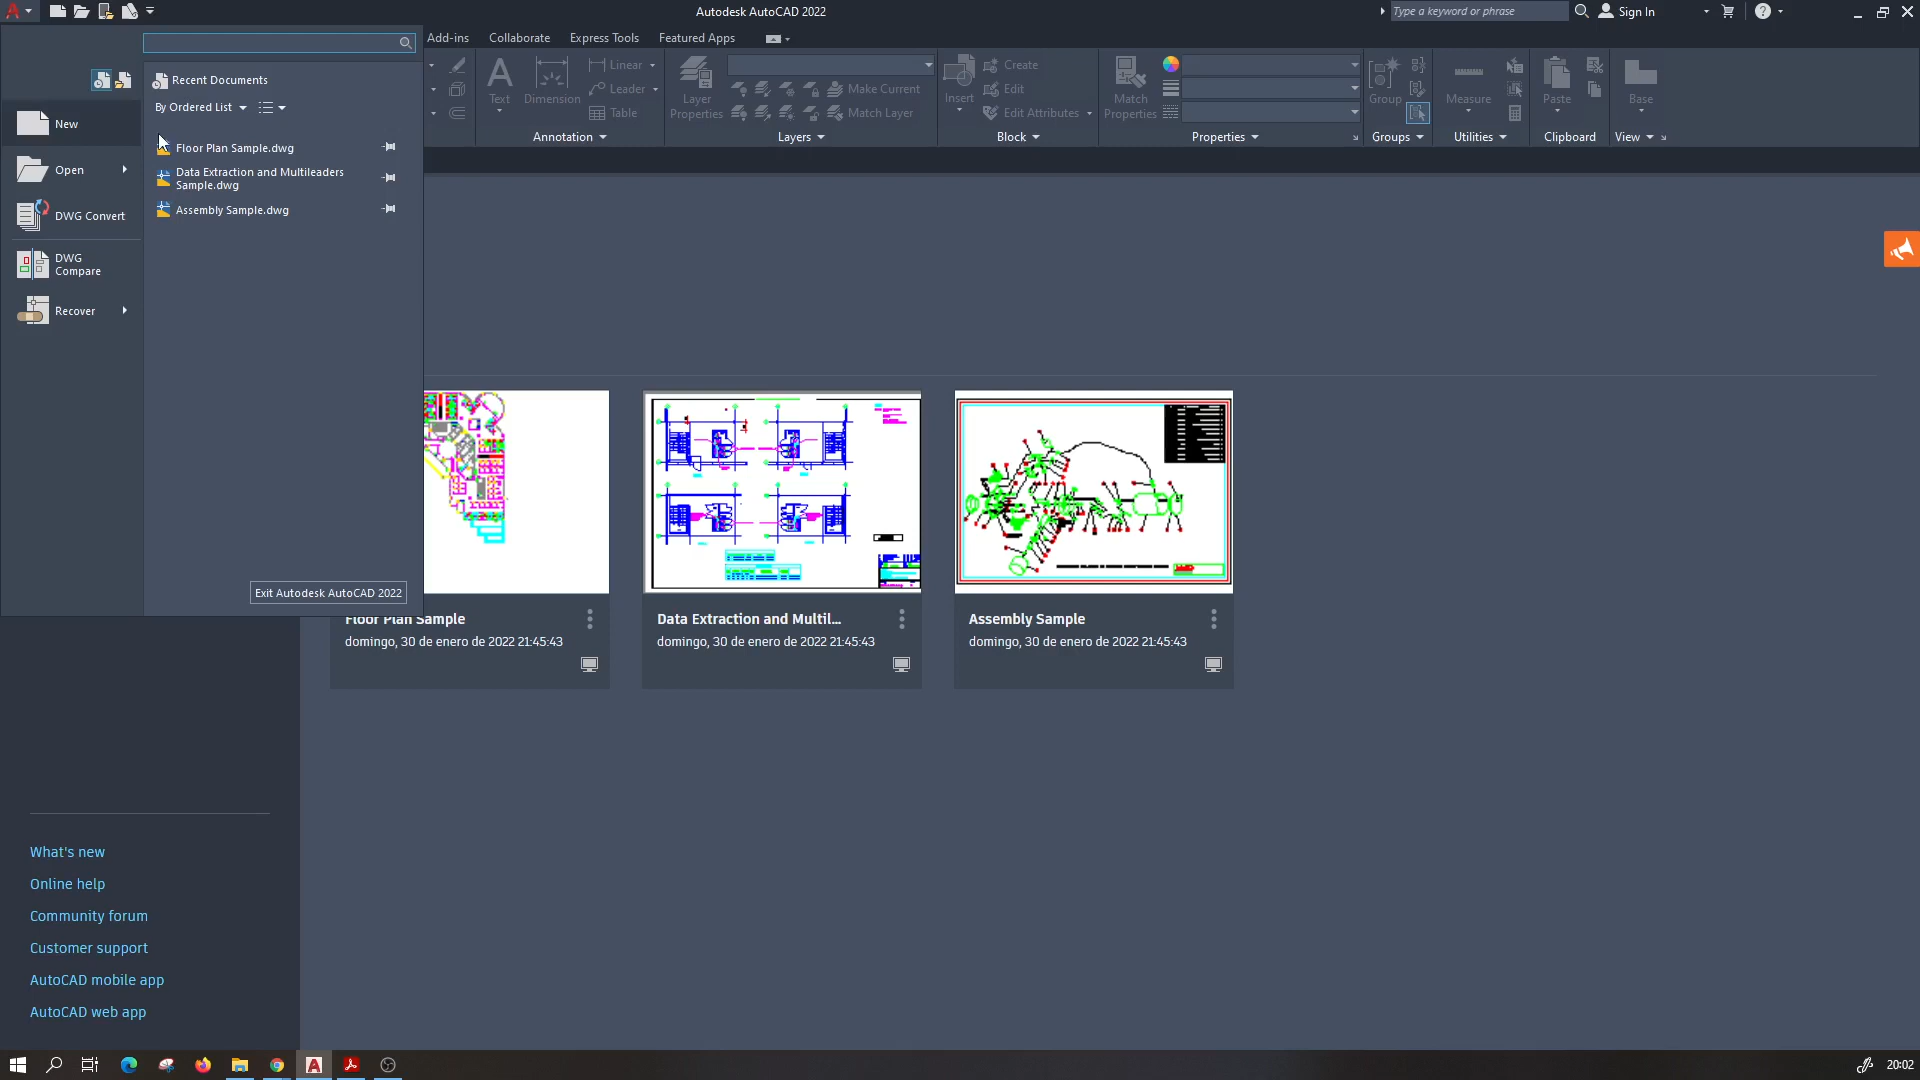 Autodesk AutoCAD 2022
Type a keyword or phrase
Sign In
Add-ins
Collaborate
Express Tools
Featured Apps
Recent Documents
By Ordered List
New
Open
DWG Convert
DWG
Compare
Recover
Floor Plan Sample.dwg
Data Extraction and Multileaders
Sample.dwg
Assembly Sample.dwg
Exit Autodesk AutoCAD 2022
Text
Dimension
Linear
Leader
Table
Annotation
Layer
Properties
Make Current
Match Layer
Layers
Insert
Create
Edit
Edit Attributes
Block
Match
Properties
Properties
Group
Groups
Measure
Utilities
Paste
Clipboard
Base
View
Floor Plan Sample
domingo, 30 de enero de 2022 21:45:43
Data Extraction and Multil...
domingo, 30 de enero de 2022 21:45:43
Assembly Sample
domingo, 30 de enero de 2022 21:45:43
What's new
Online help
Community forum
Customer support
AutoCAD mobile app
AutoCAD web app
20:02